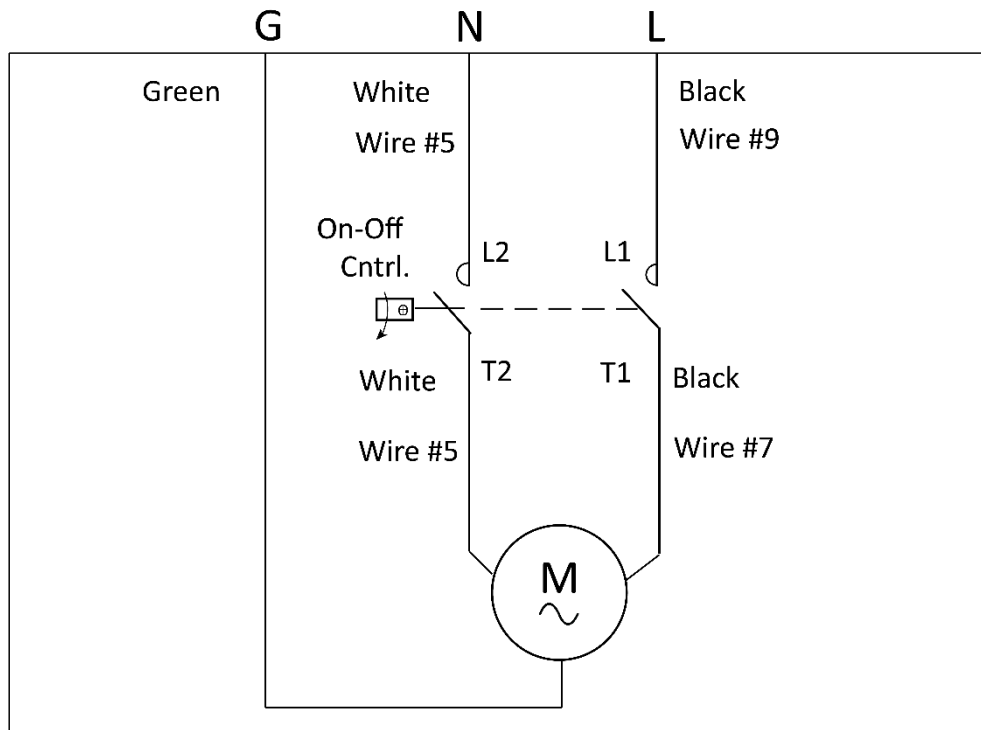 G N L
Green White Black
Wire #5 Wire #9
On-Off
Cntrl.
L2 L1
White T2 T1 Black
Wire #5 Wire #7
M